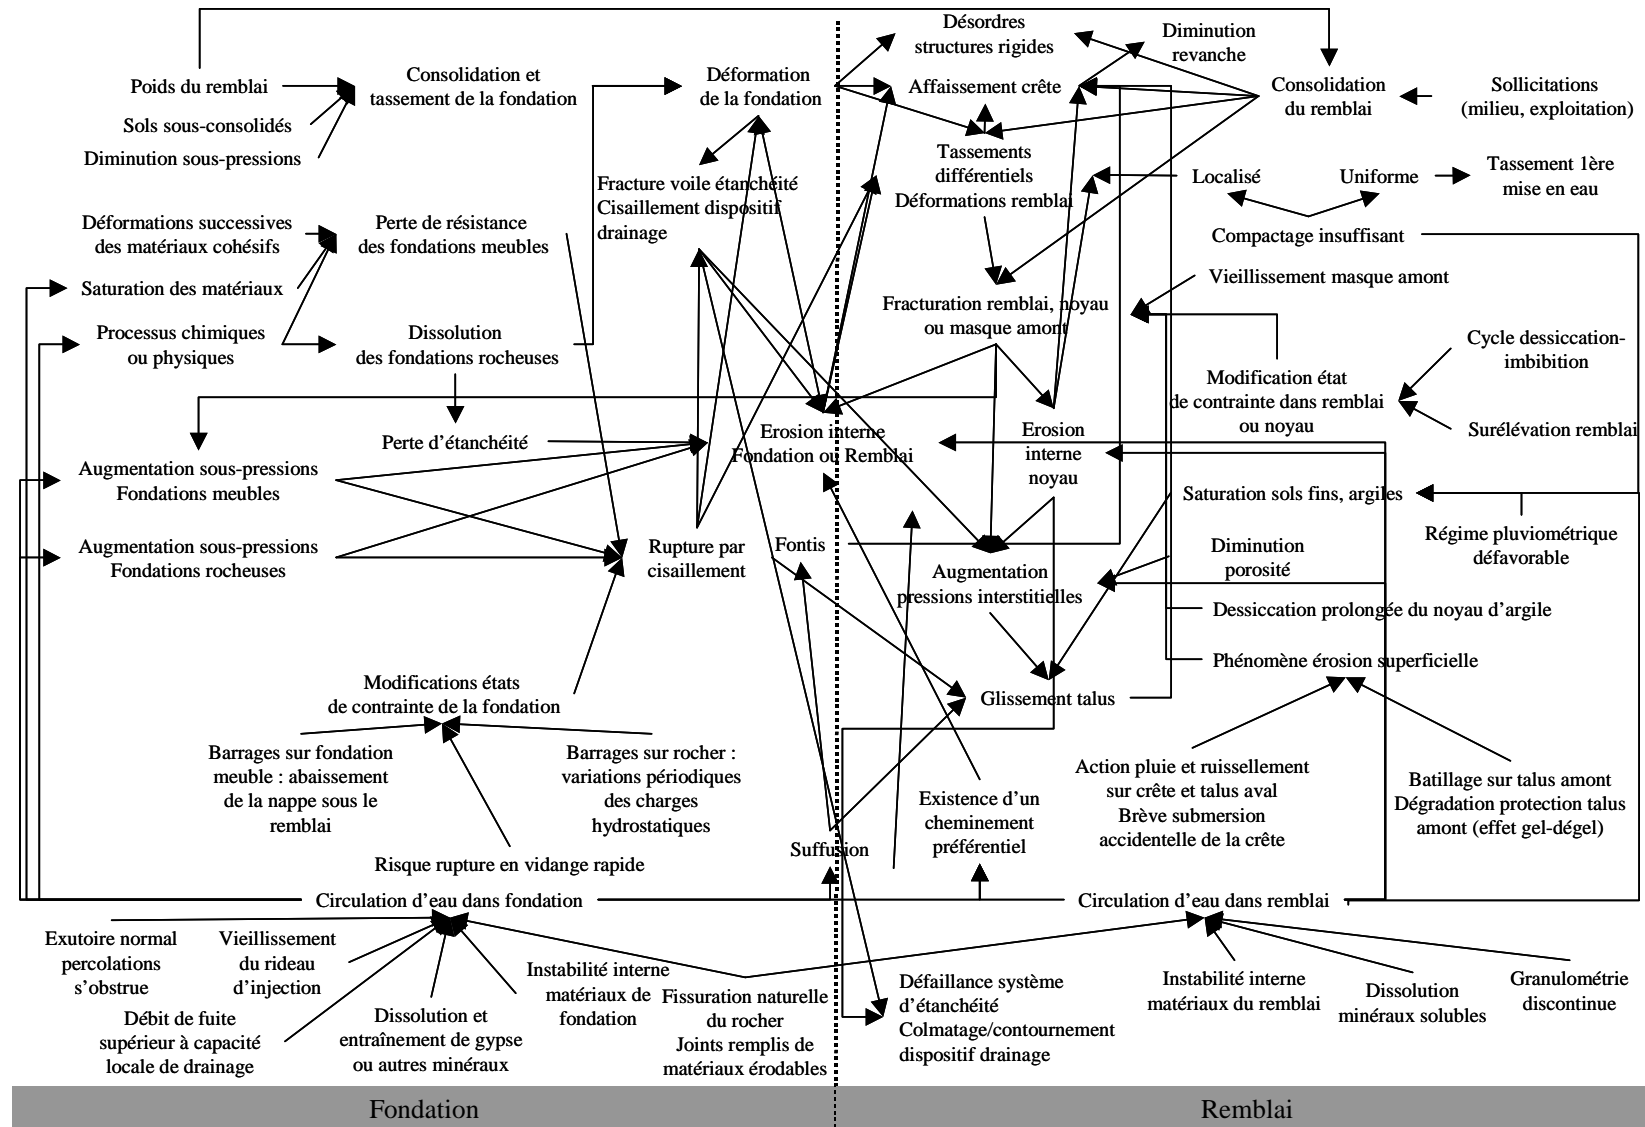 Désordres
structures rigides
Diminution
revanche
Poids du remblai
Consolidation et
tassement de la fondation
Déformation
de la fondation
Affaissement crête
Consolidation
du remblai
Sollicitations
(milieu, exploitation)
Sols sous-consolidés
Diminution sous-pressions
Tassements
différentiels
Déformations remblai
Localisé
Uniforme
Tassement 1ère
mise en eau
Fracture voile étanchéité
Cisaillement dispositif
drainage
Déformations successives
des matériaux cohésifs
Perte de résistance
des fondations meubles
Compactage insuffisant
Saturation des matériaux
Vieillissement masque amont
Fracturation remblai, noyau
ou masque amont
Processus chimiques
ou physiques
Dissolution
des fondations rocheuses
Cycle dessiccation-
imbibition
Modification état
de contrainte dans remblai
ou noyau
Surélévation remblai
Perte d'étanchéité
Erosion interne
Fondation ou Remblai
Erosion
interne
noyau
Augmentation sous-pressions
Fondations meubles
Saturation sols fins, argiles
Régime pluviométrique
défavorable
Augmentation sous-pressions
Fondations rocheuses
Rupture par
cisaillement
Fontis
Diminution
porosité
Augmentation
pressions interstitielles
Dessiccation prolongée du noyau d'argile
Phénomène érosion superficielle
Modifications états
de contrainte de la fondation
Glissement talus
Barrages sur fondation
meuble : abaissement
de la nappe sous le
remblai
Barrages sur rocher :
variations périodiques
des charges
hydrostatiques
Existence d'un
cheminement
préférentiel
Action pluie et ruissellement
sur crête et talus aval
Brève submersion
accidentelle de la crête
Batillage sur talus amont
Dégradation protection talus
amont (effet gel-dégel)
Suffusion
Risque rupture en vidange rapide
Circulation d'eau dans fondation
Circulation d'eau dans remblai
Exutoire normal
percolations
s'obstrue
Vieillissement
du rideau
d'injection
Instabilité interne
matériaux de
fondation
Fissuration naturelle
du rocher
Joints remplis de
matériaux érodables
Défaillance système
d'étanchéité
Colmatage/contournement
dispositif drainage
Instabilité interne
matériaux du remblai
Dissolution
minéraux solubles
Granulométrie
discontinue
Débit de fuite
supérieur à capacité
locale de drainage
Dissolution et
entraînement de gypse
ou autres minéraux
Fondation
Remblai